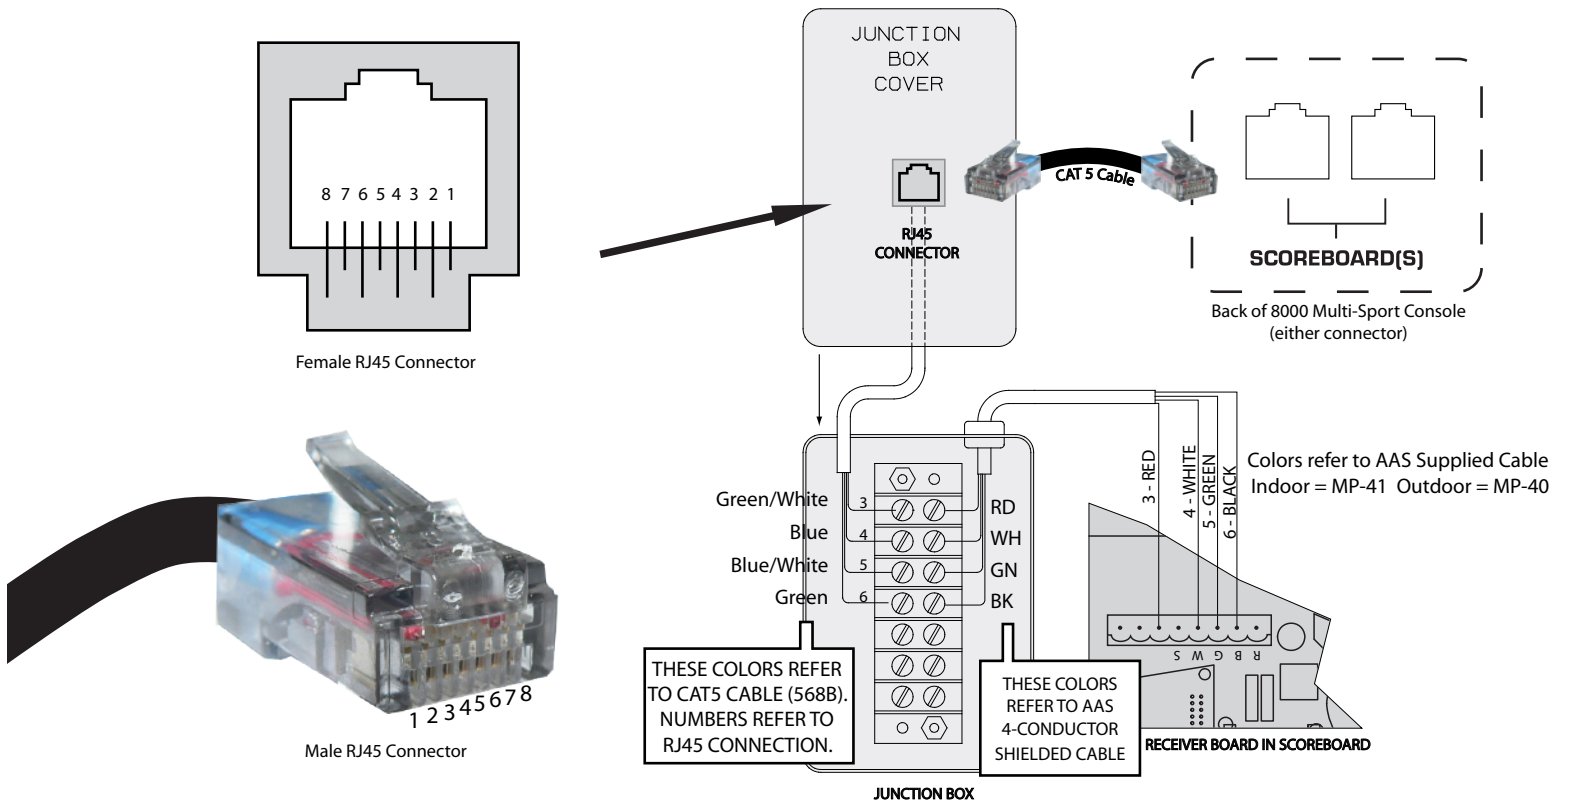 8 7 6 5 4 3 2 1
Female RJ45 Connector
1 2 3 4 5 6 7 8
Male RJ45 Connector
JUNCTION
BOX
COVER
RJ45
CONNECTOR
CAT 5 Cable
SCOREBOARD(S)
Back of 8000 Multi-Sport Console
(either connector)
Green/White 3 RD
Blue 4 WH
Blue/White 5 GN
Green 6 BK
THESE COLORS REFER
TO CAT5 CABLE (568B).
NUMBERS REFER TO
RJ45 CONNECTION.
THESE COLORS
REFER TO AAS
4-CONDUCTOR
SHIELDED CABLE
JUNCTION BOX
3 - RED
4 - WHITE
5 - GREEN
6 - BLACK
Colors refer to AAS Supplied Cable
Indoor = MP-41 Outdoor = MP-40
S W G B R
RECEIVER BOARD IN SCOREBOARD